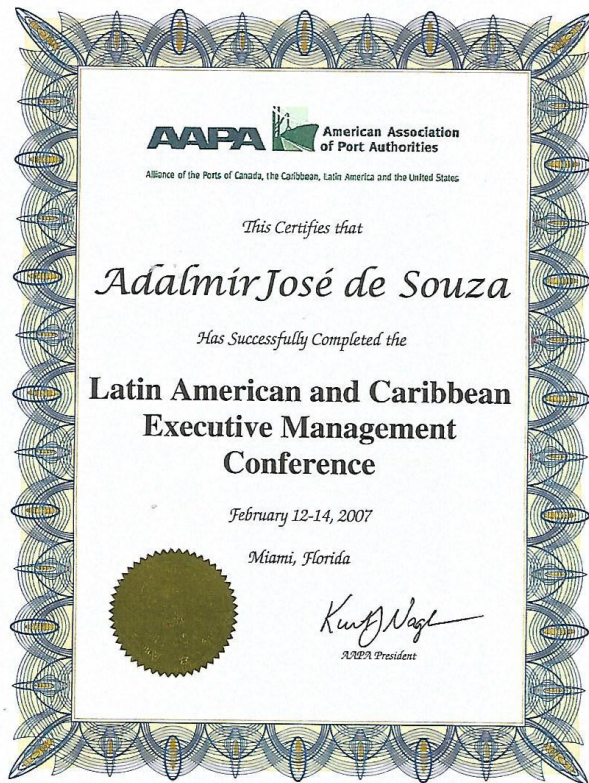 AAPA
American Association
of Port Authorities
Alliance of the Ports of Canada, the Caribbean, Latin America and the United States
This Certifies that
Adalmir José de Souza
Has Successfully Completed the
Latin American and Caribbean
Executive Management
Conference
February 12-14, 2007
Miami, Florida
AAPA President